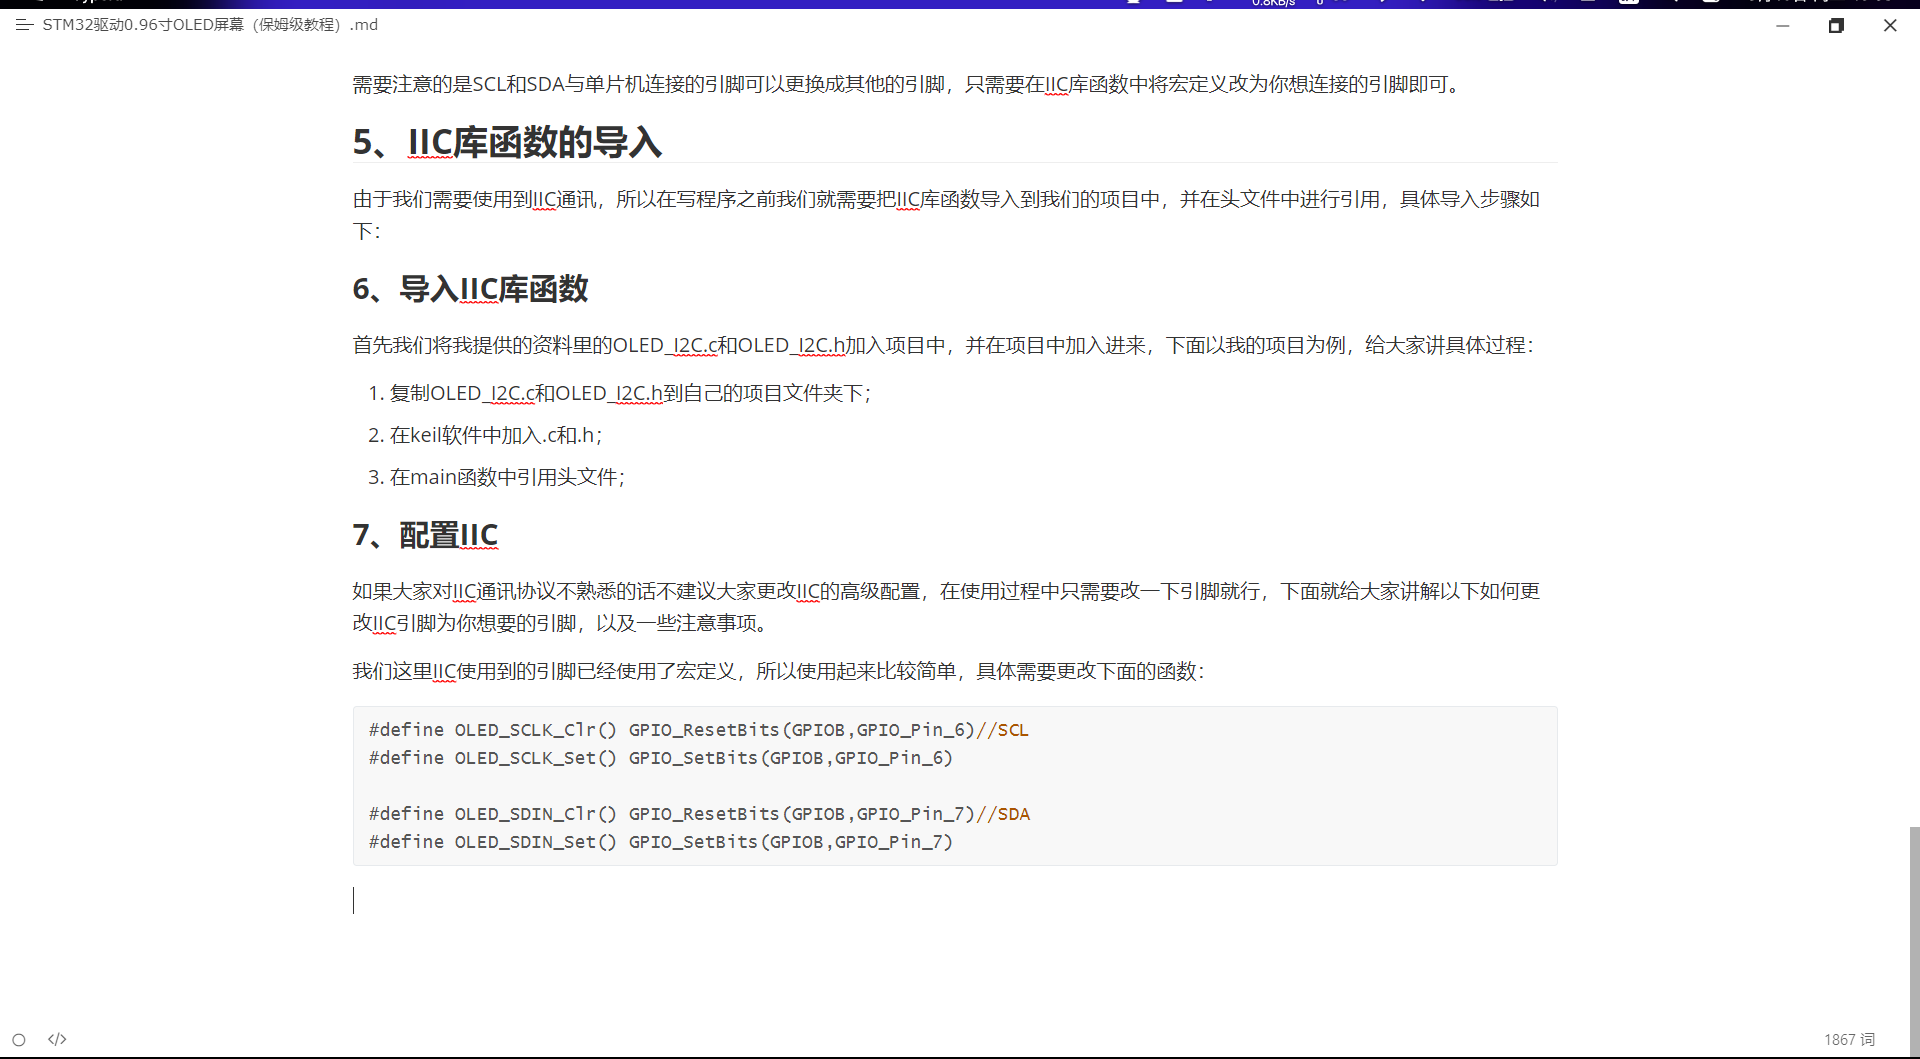 0.8KB/s
STM32驱动0.96寸OLED屏幕（保姆级教程）.md
需要注意的是SCL和SDA与单片机连接的引脚可以更换成其他的引脚，只需要在IIC库函数中将宏定义改为你想连接的引脚即可。
5、IIC库函数的导入
由于我们需要使用到IIC通讯，所以在写程序之前我们就需要把IIC库函数导入到我们的项目中，并在头文件中进行引用，具体导入步骤如
下：
6、导入IIC库函数
首先我们将我提供的资料里的OLED_I2C.c和OLED_I2C.h加入项目中，并在项目中加入进来，下面以我的项目为例，给大家讲具体过程：
1. 复制OLED_I2C.c和OLED_I2C.h到自己的项目文件夹下；
2. 在keil软件中加入.c和.h；
3. 在main函数中引用头文件；
7、配置IIC
如果大家对IIC通讯协议不熟悉的话不建议大家更改IIC的高级配置，在使用过程中只需要改一下引脚就行，下面就给大家讲解以下如何更
改IIC引脚为你想要的引脚，以及一些注意事项。
我们这里IIC使用到的引脚已经使用了宏定义，所以使用起来比较简单，具体需要更改下面的函数：
#define OLED_SCLK_Clr() GPIO_ResetBits(GPIOB,GPIO_Pin_6)//SCL
#define OLED_SCLK_Set() GPIO_SetBits(GPIOB,GPIO_Pin_6)
#define OLED_SDIN_Clr() GPIO_ResetBits(GPIOB,GPIO_Pin_7)//SDA
#define OLED_SDIN_Set() GPIO_SetBits(GPIOB,GPIO_Pin_7)
</>
1867 词